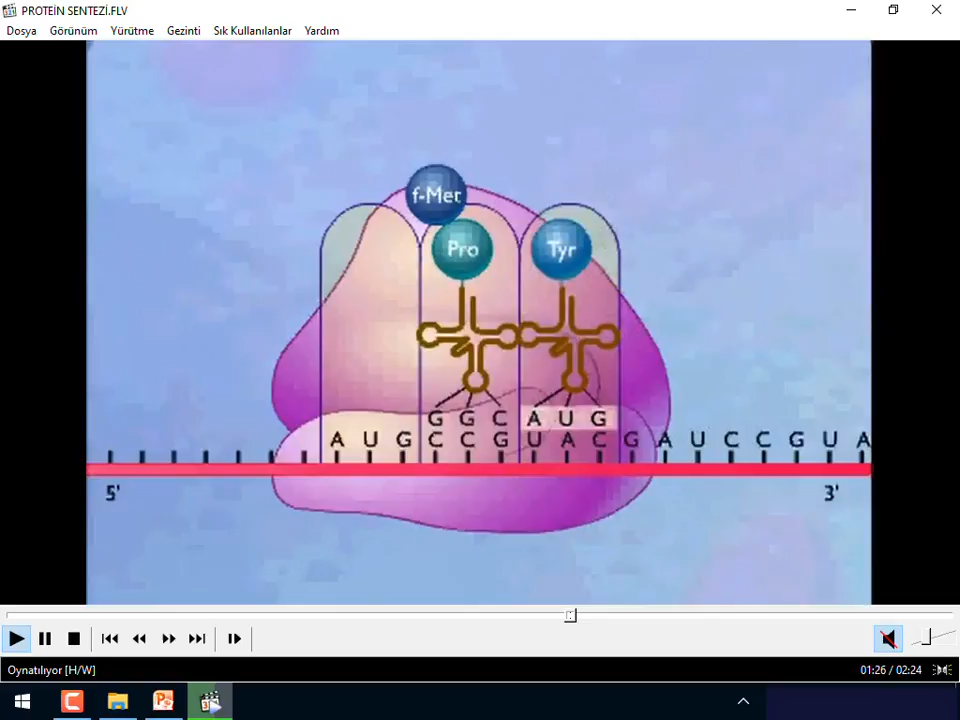 PROTEİN SENTEZİ.FLV
Dosya Görünüm Yürütme Gezinti Sık Kullanılanlar Yardım
f-Met
Pro Tyr
G G C A U G
A U G C C G U A C G A U C C G U A
5' 3'
Oynatılıyor [H/W] 01:26 / 02:24